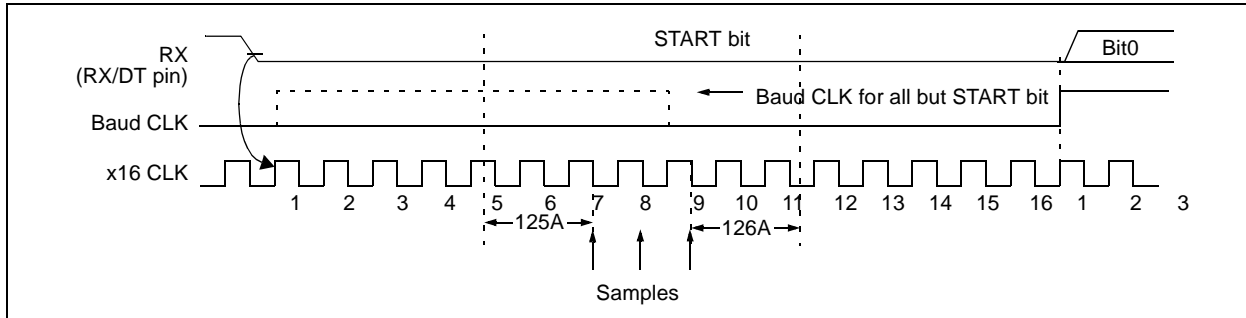 START bit
Bit0
RX
(RX/DT pin)
Baud CLK for all but START bit
Baud CLK
x16 CLK
1 2 3 4 5 6 7 8 9 10 11 12 13 14 15 16 1 2 3
125A 126A
Samples